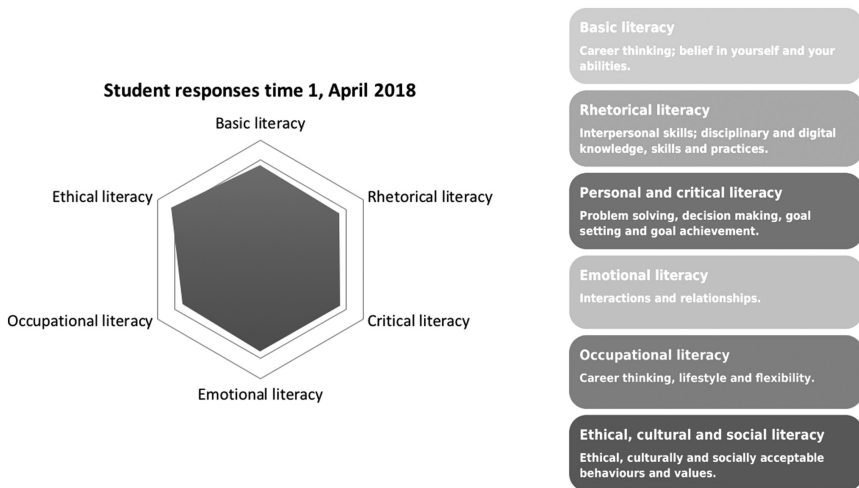 Student responses time 1, April 2018
Basic literacy
Ethical literacy
Rhetorical literacy
Occupational literacy
Critical literacy
Emotional literacy
Basic literacy
Career thinking; belief in yourself and your
abilities.
Rhetorical literacy
Interpersonal skills; disciplinary and digital
knowledge, skills and practices.
Personal and critical literacy
Problem solving, decision making, goal
setting and goal achievement.
Emotional literacy
Interactions and relationships.
Occupational literacy
Career thinking, lifestyle and flexibility.
Ethical, cultural and social literacy
Ethical, culturally and socially acceptable
behaviours and values.